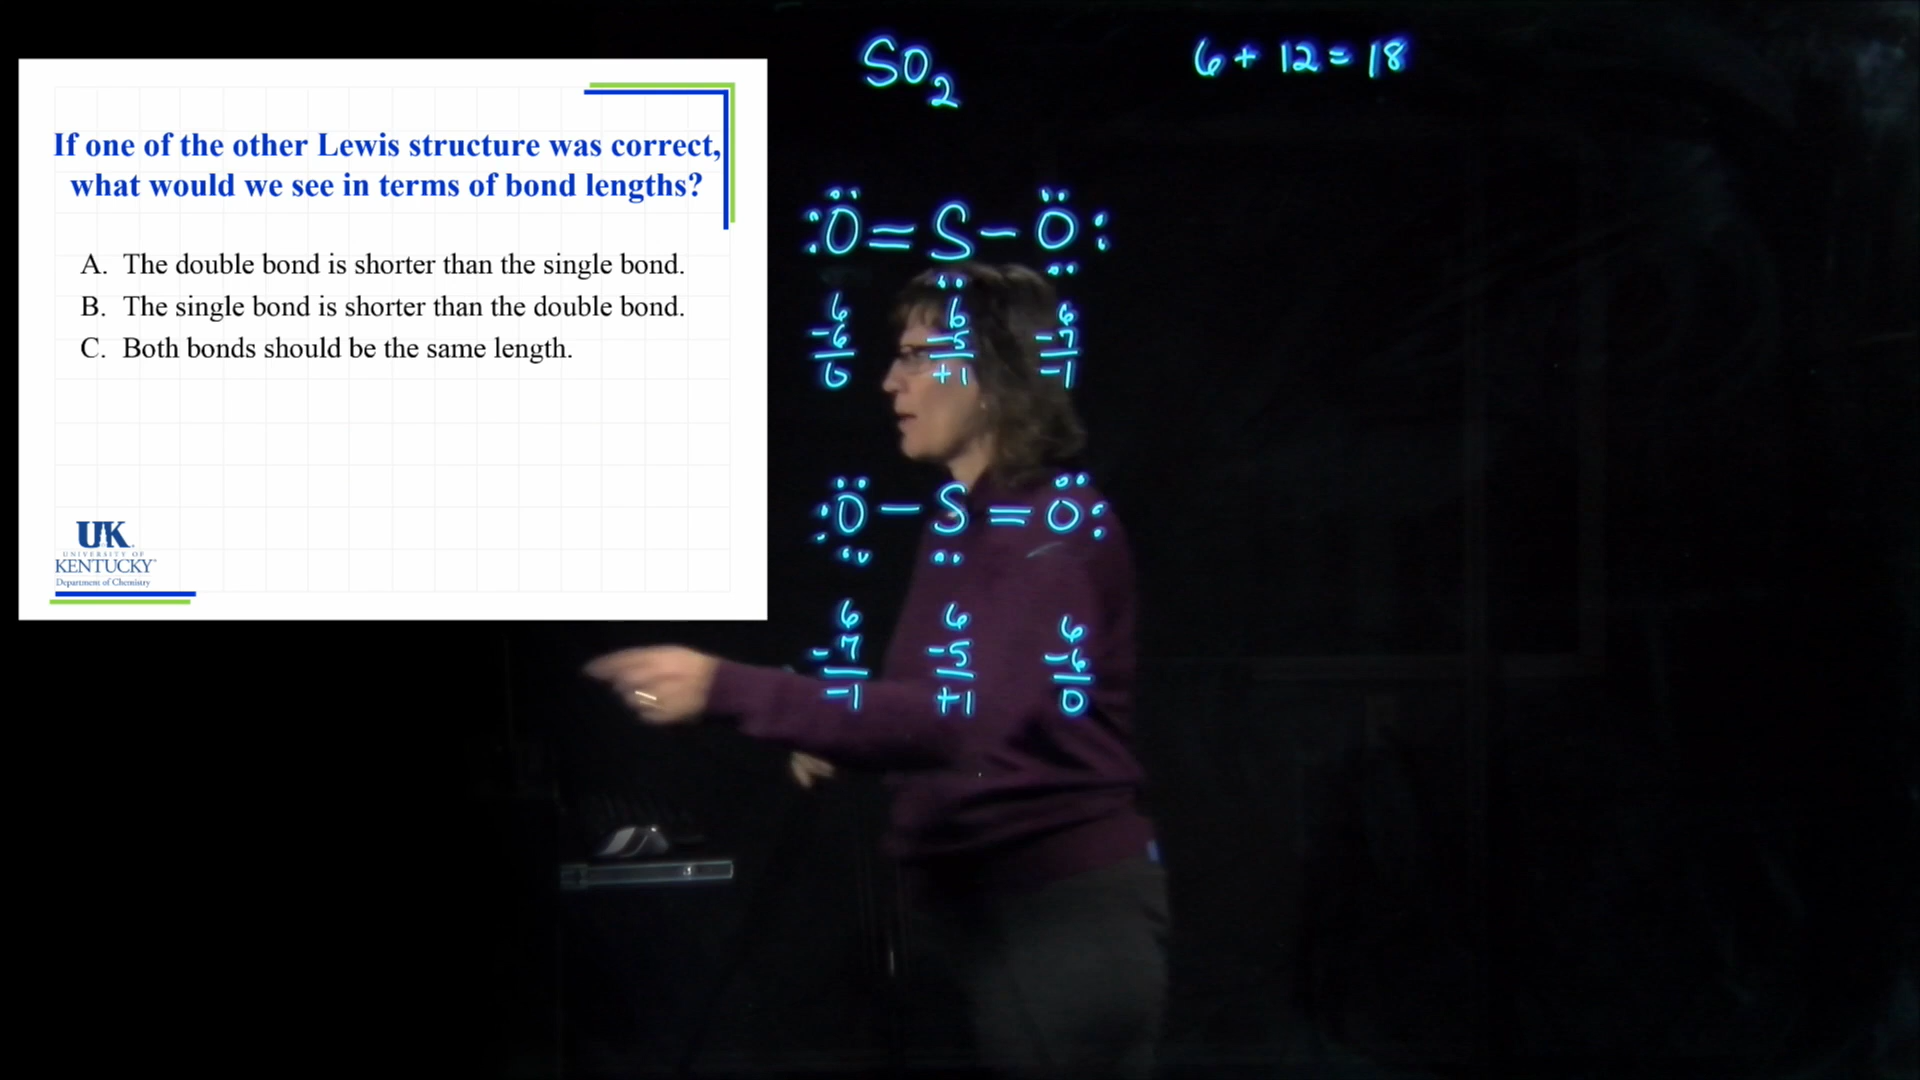 If one of the other Lewis structure was correct,
what would we see in terms of bond lengths?
A. The double bond is shorter than the single bond.
B. The single bond is shorter than the double bond.
C. Both bonds should be the same length.
UK
UNIVERSITY OF
KENTUCKY
Department of Chemistry
SO₂
6 + 12 = 18
:O=S-O:
6 6 6
-6 -5 -7
0 +1 -1
:O-S=O:
6 6 6
-7 -5 -6
-1 +1 0